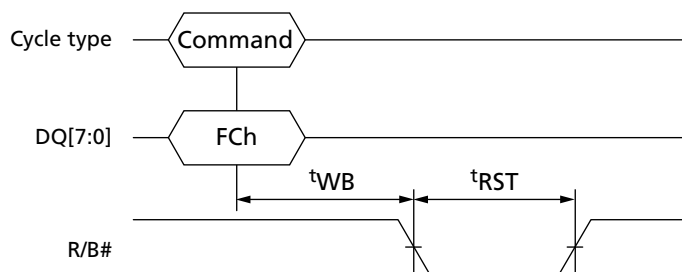 Cycle type
Command
DQ[7:0]
FCh
tWB
tRST
R/B#